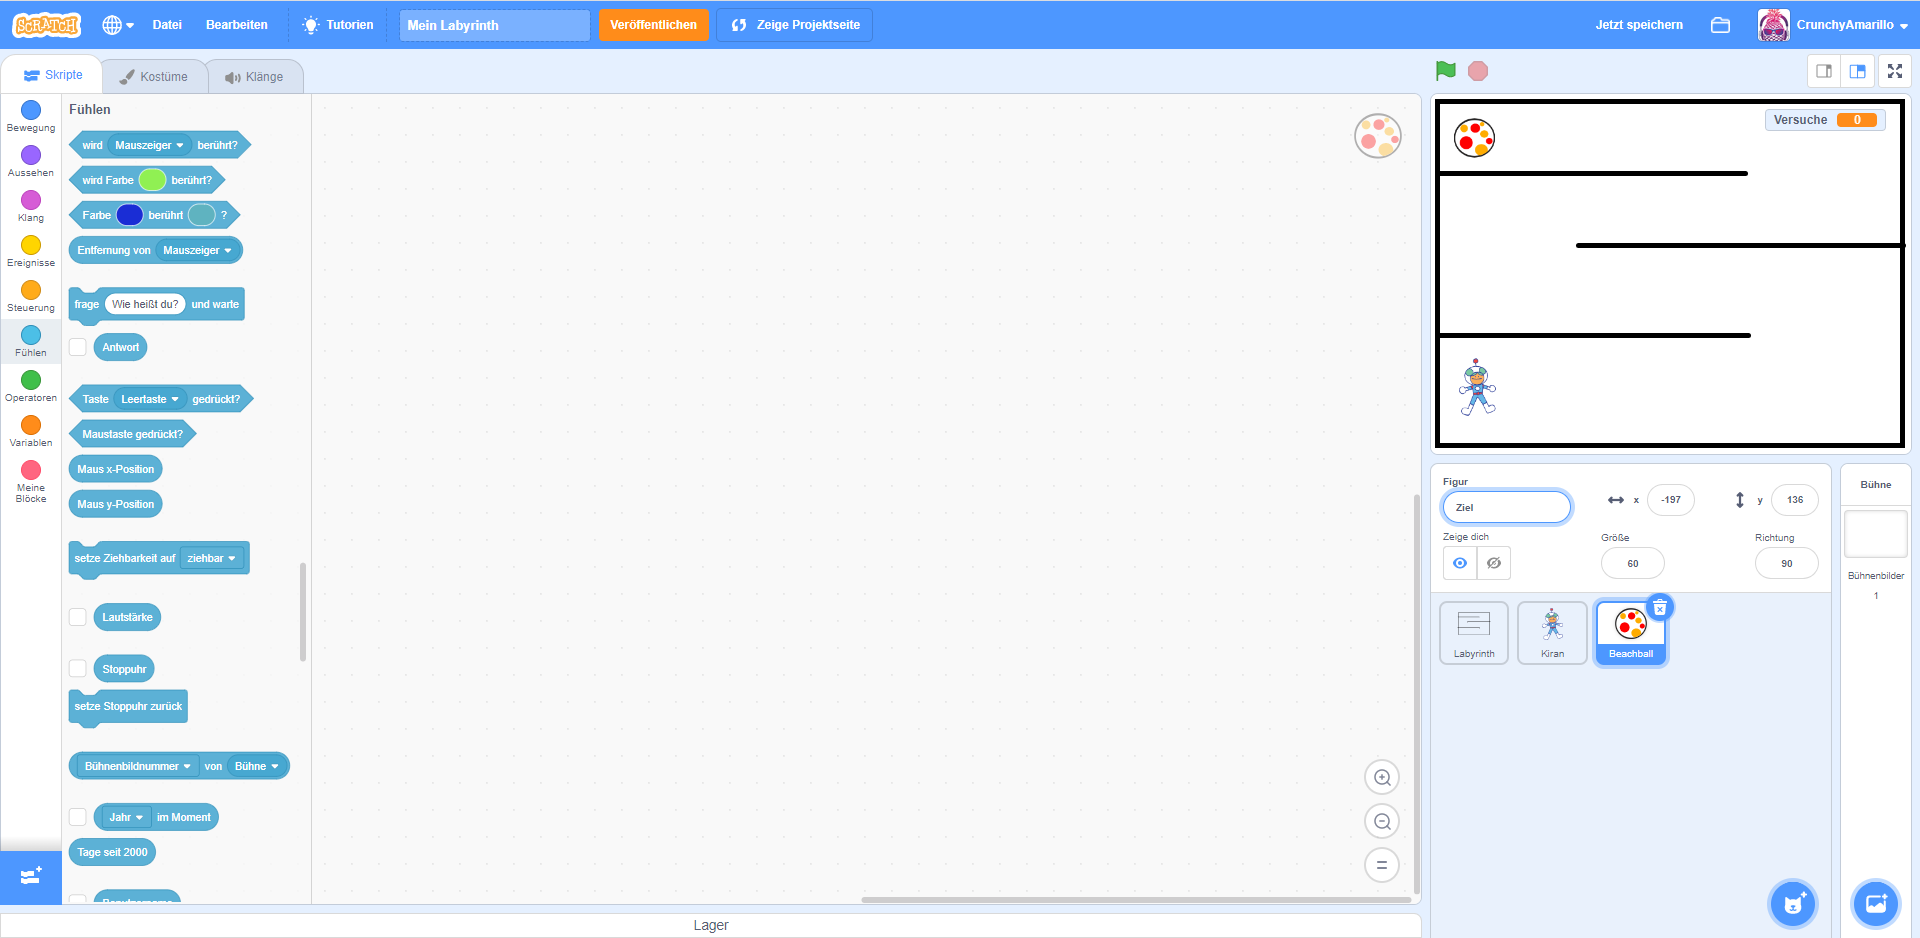 SCRATCH
Datei
Bearbeiten
Tutorien
Mein Labyrinth
Veröffentlichen
Zeige Projektseite
Jetzt speichern
CrunchyAmarillo
Skripte
Kostüme
Klänge
Bewegung
Aussehen
Klang
Ereignisse
Steuerung
Fühlen
Operatoren
Variablen
Meine
Blöcke
Fühlen
wird Mauszeiger berührt?
wird Farbe berührt?
Farbe berührt ?
Entfernung von Mauszeiger
frage Wie heißt du? und warte
Antwort
Taste Leertaste gedrückt?
Maustaste gedrückt?
Maus x-Position
Maus y-Position
setze Ziehbarkeit auf ziehbar
Lautstärke
Stoppuhr
setze Stoppuhr zurück
Bühnenbildnummer von Bühne
Jahr im Moment
Tage seit 2000
Lager
Versuche 0
Figur
Ziel
x -197
y 136
Zeige dich
Größe
60
Richtung
90
Labyrinth
Kiran
Beachball
Bühne
Bühnenbilder
1